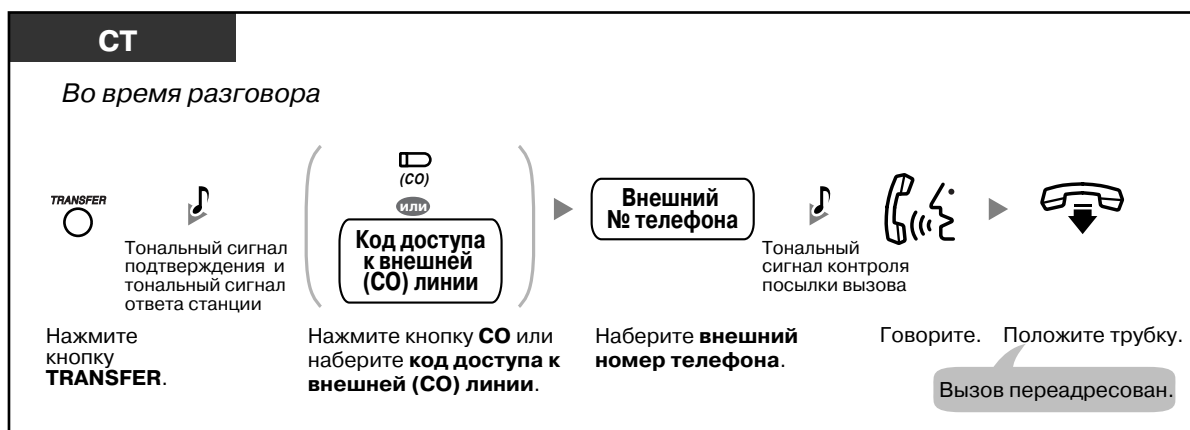 СТ
Во время разговора
TRANSFER
Тональный сигнал
подтверждения и
тональный сигнал
ответа станции
(CO)
или
Код доступа
к внешней
(CO) линии
Внешний
№ телефона
Тональный
сигнал контроля
посылки вызова
Нажмите
кнопку
TRANSFER.
Нажмите кнопку CO или
наберите код доступа к
внешней (CO) линии.
Наберите внешний
номер телефона.
Говорите.
Положите трубку.
Вызов переадресован.